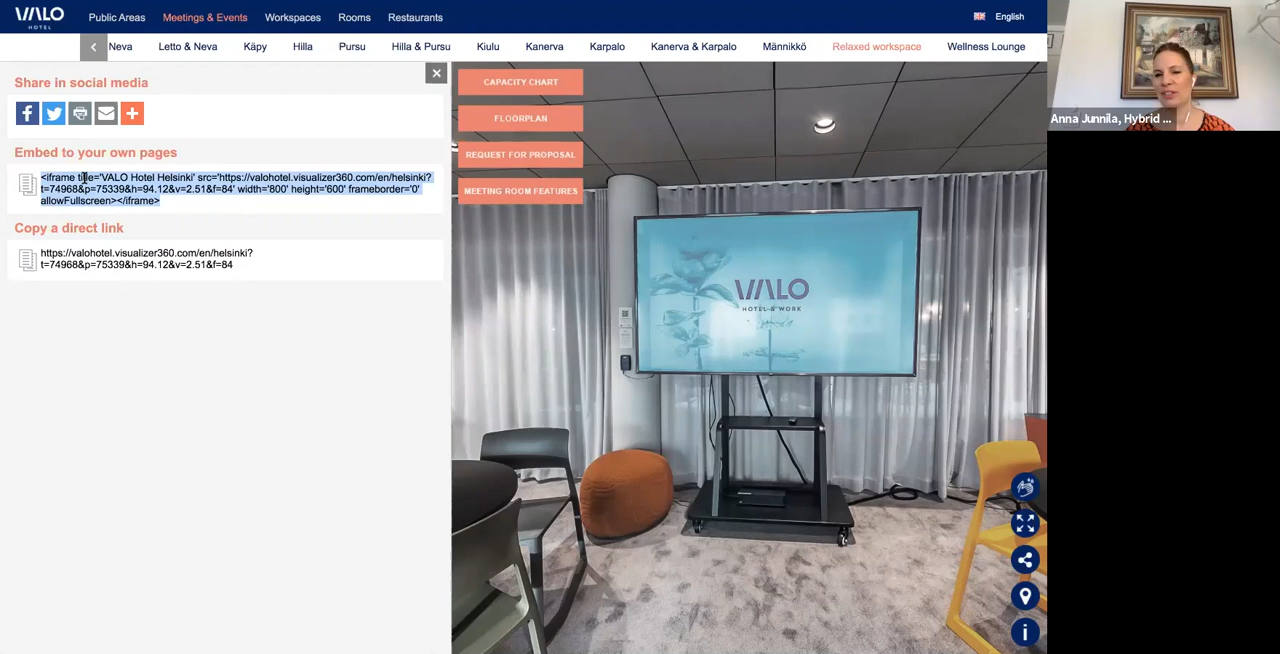 VALO
HOTEL
Public Areas
Meetings & Events
Workspaces
Rooms
Restaurants
English
Neva
Letto & Neva
Käpy
Hilla
Pursu
Hilla & Pursu
Kiulu
Kanerva
Karpalo
Kanerva & Karpalo
Männikkö
Relaxed workspace
Wellness Lounge
Share in social media
Embed to your own pages
<iframe title='VALO Hotel Helsinki' src='https://valohotel.visualizer360.com/en/helsinki?
t=74968&p=75339&h=94.12&v=2.51&f=84' width='800' height='600' frameborder='0'
allowFullscreen></iframe>
Copy a direct link
https://valohotel.visualizer360.com/en/helsinki?
t=74968&p=75339&h=94.12&v=2.51&f=84
CAPACITY CHART
FLOORPLAN
REQUEST FOR PROPOSAL
MEETING ROOM FEATURES
VALO
HOTEL & WORK
Anna Junnila, Hybrid ...